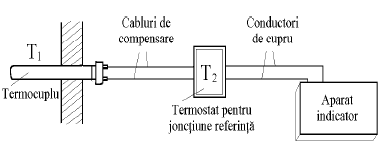 Cabluri de
compensare
Conductori
de cupru
T1
T2
Termocuplu
Termostat pentru
joncţiune referinţă
Aparat
indicator